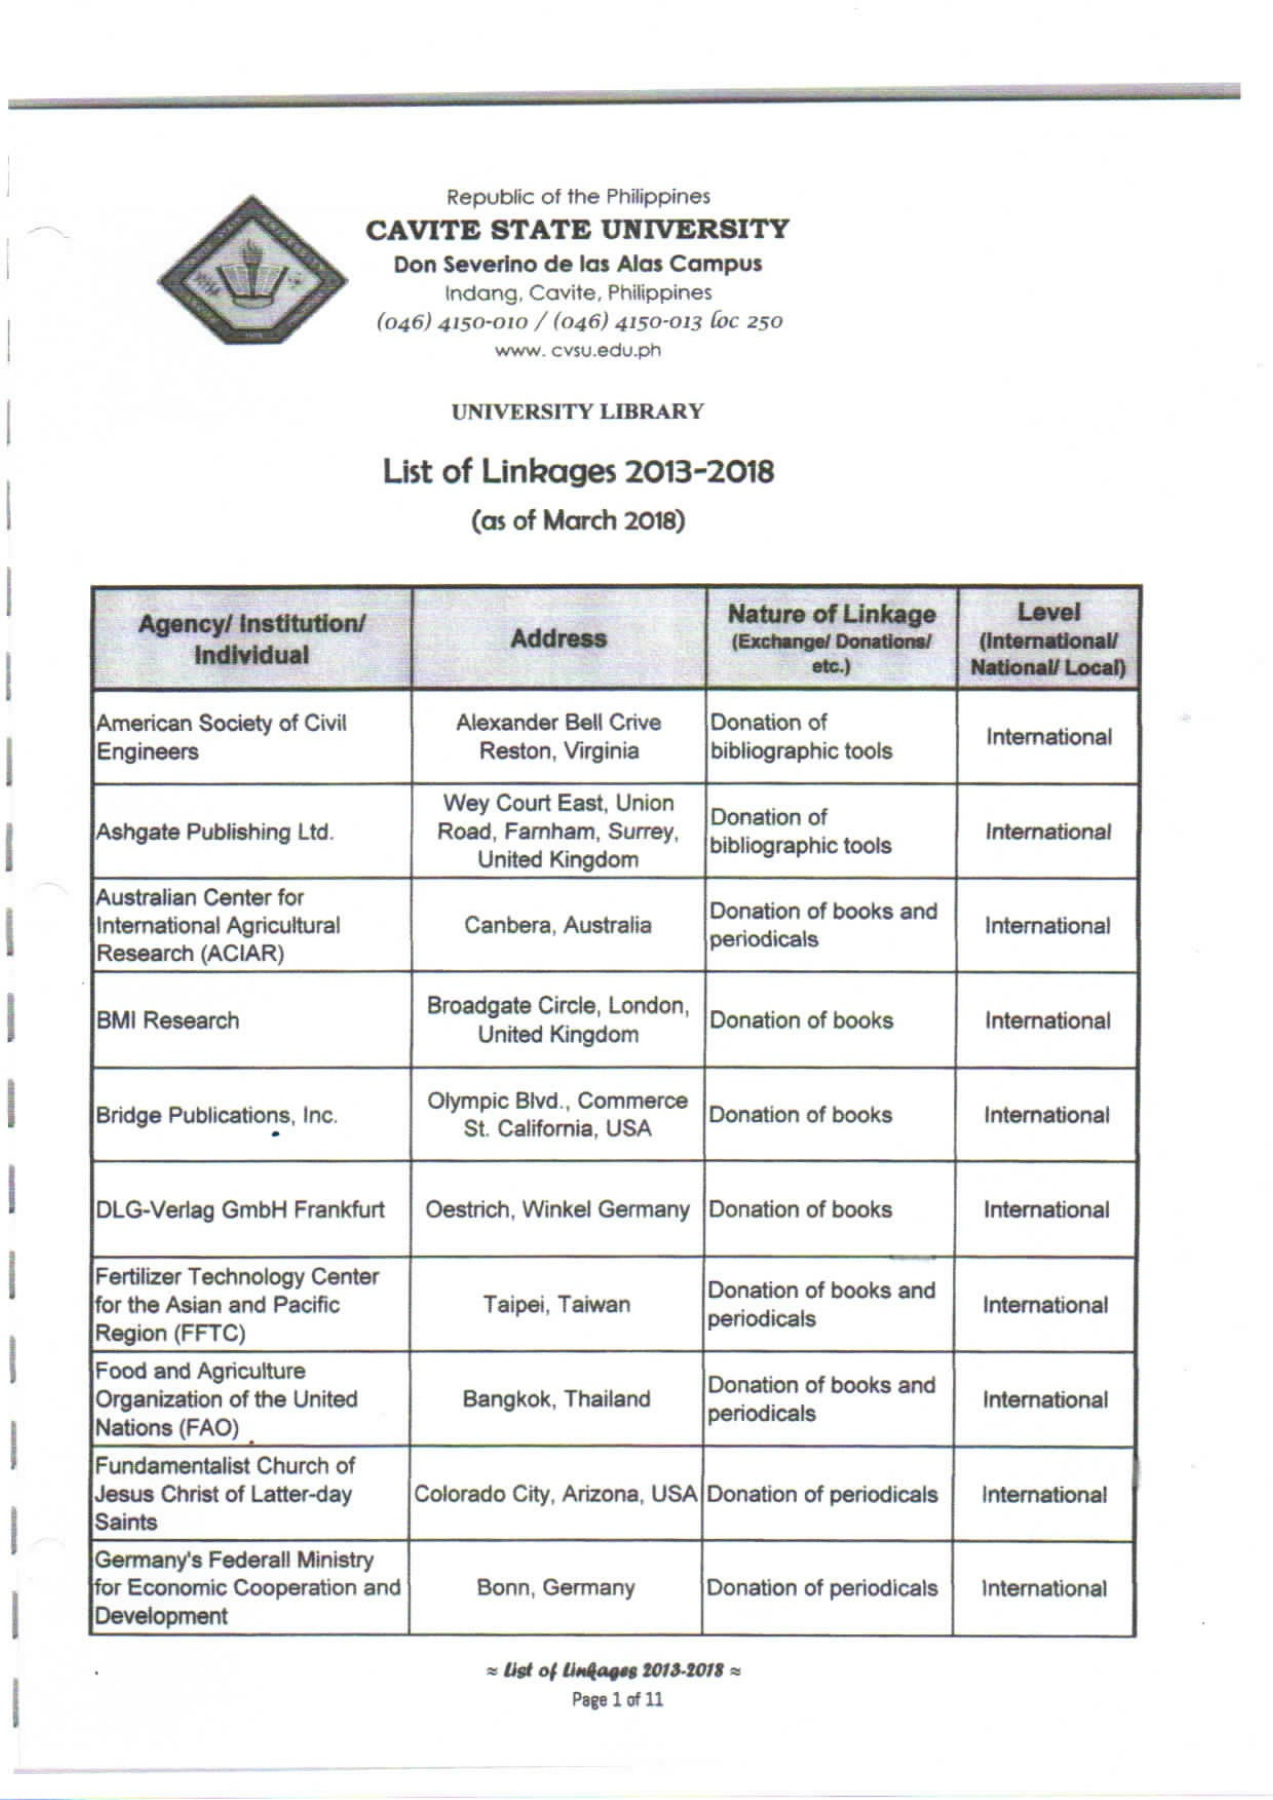 Republic of the Philippines
CAVITE STATE UNIVERSITY
Don Severino de las Alas Campus
Indang, Cavite, Philippines
(046) 4150-010 / (046) 4150-013 loc 250
www. cvsu.edu.ph
UNIVERSITY LIBRARY
List of Linkages 2013-2018
(as of March 2018)
Agency/ Institution/
Individual
Address
Nature of Linkage
(Exchange/ Donations/
etc.)
Level
(International/
National/ Local)
American Society of Civil
Engineers
Alexander Bell Crive
Reston, Virginia
Donation of
bibliographic tools
International
Ashgate Publishing Ltd.
Wey Court East, Union
Road, Farnham, Surrey,
United Kingdom
Donation of
bibliographic tools
International
Australian Center for
International Agricultural
Research (ACIAR)
Canbera, Australia
Donation of books and
periodicals
International
BMI Research
Broadgate Circle, London,
United Kingdom
Donation of books
International
Bridge Publications, Inc.
Olympic Blvd., Commerce
St. California, USA
Donation of books
International
DLG-Verlag GmbH Frankfurt
Oestrich, Winkel Germany
Donation of books
International
Fertilizer Technology Center
for the Asian and Pacific
Region (FFTC)
Taipei, Taiwan
Donation of books and
periodicals
International
Food and Agriculture
Organization of the United
Nations (FAO)
Bangkok, Thailand
Donation of books and
periodicals
International
Fundamentalist Church of
Jesus Christ of Latter-day
Saints
Colorado City, Arizona, USA
Donation of periodicals
International
Germany's Federall Ministry
for Economic Cooperation and
Development
Bonn, Germany
Donation of periodicals
International
≈ List of Linkages 2013-2018 ≈
Page 1 of 11